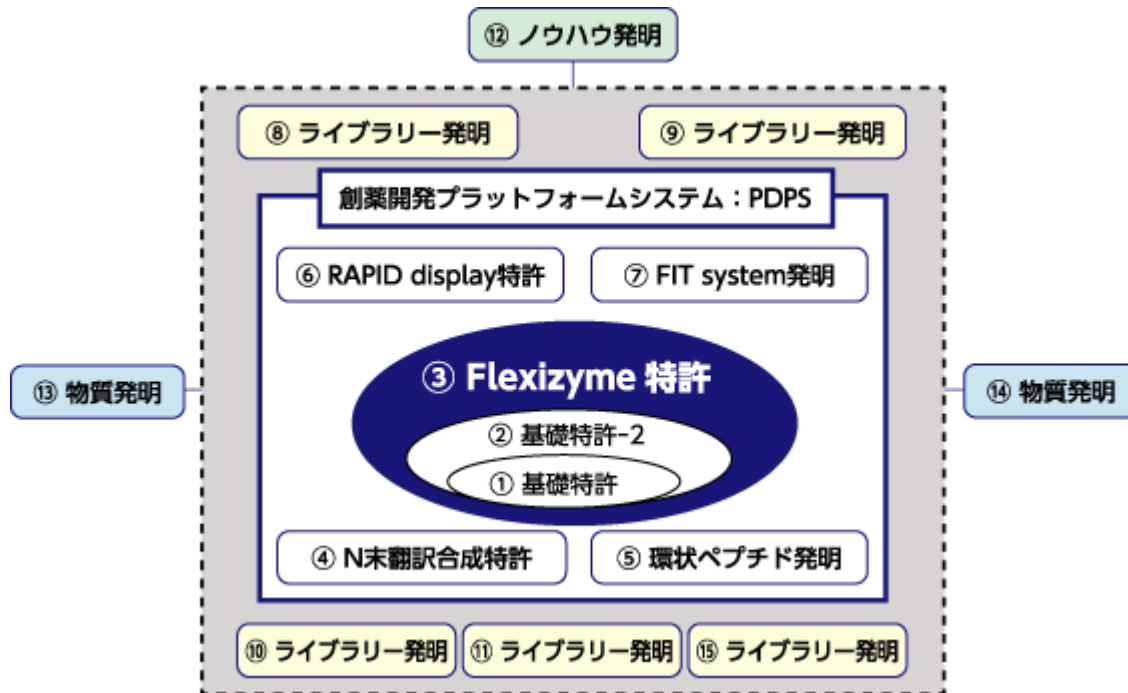 ⑫ ノウハウ発明
⑧ ライブラリー発明
⑨ ライブラリー発明
創薬開発プラットフォームシステム：PDPS
⑥ RAPID display特許
⑦ FIT system発明
③ Flexizyme 特許
② 基礎特許-2
① 基礎特許
⑬ 物質発明
⑭ 物質発明
④ N末翻訳合成特許
⑤ 環状ペプチド発明
⑩ ライブラリー発明
⑪ ライブラリー発明
⑮ ライブラリー発明